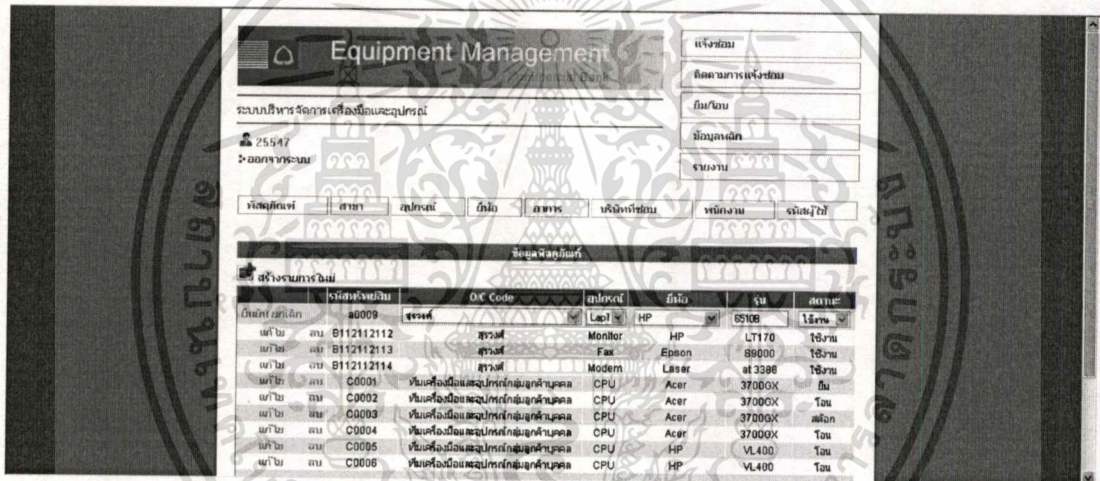 Equipment Management
Commercial Bank
แจ้งซ่อม
ติดตามการแจ้งซ่อม
ยืม/โอน
ข้อมูลหลัก
รายงาน
ระบบบริหารจัดการเครื่องมือและอุปกรณ์
25547
ออกจากระบบ
พัสดุภัณฑ์ สาขา อุปกรณ์ ยี่ห้อ อาการ บริษัทที่ซ่อม พนักงาน รหัสผู้ใช้
ข้อมูลพัสดุภัณฑ์
สร้างรายการใหม่
รหัสทรัพย์สิน O/C Code อุปกรณ์ ยี่ห้อ รุ่น สถานะ
ยืนยัน ยกเลิก a0009 สุรวงศ์ LapT HP 6510B ใช้งาน
แก้ไข ลบ B112112112 สุรวงศ์ Monitor HP LT170 ใช้งาน
แก้ไข ลบ B112112113 สุรวงศ์ Fax Epson 89000 ใช้งาน
แก้ไข ลบ B112112114 สุรวงศ์ Modem Laser at3386 ใช้งาน
แก้ไข ลบ C0001 ทีมเครื่องมือและอุปกรณ์กลุ่มลูกค้าบุคคล CPU Acer 3700GX ยืม
แก้ไข ลบ C0002 ทีมเครื่องมือและอุปกรณ์กลุ่มลูกค้าบุคคล CPU Acer 3700GX โอน
แก้ไข ลบ C0003 ทีมเครื่องมือและอุปกรณ์กลุ่มลูกค้าบุคคล CPU Acer 3700GX สต๊อก
แก้ไข ลบ C0004 ทีมเครื่องมือและอุปกรณ์กลุ่มลูกค้าบุคคล CPU Acer 3700GX โอน
แก้ไข ลบ C0005 ทีมเครื่องมือและอุปกรณ์กลุ่มลูกค้าบุคคล CPU HP VL400 โอน
แก้ไข ลบ C0006 ทีมเครื่องมือและอุปกรณ์กลุ่มลูกค้าบุคคล CPU HP VL400 โอน